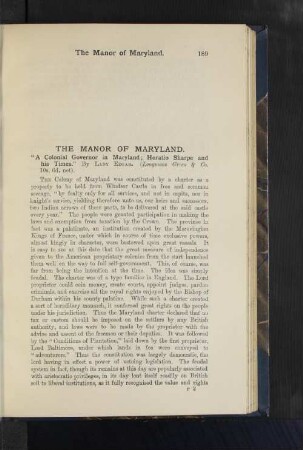 The Manor of Maryland. 189
THE MANOR OF MARYLAND.
"A Colonial Governor in Maryland: Horatio Sharpe and
his Times." By LADY EDGAR. (Longmans Green & Co.
10s. 6d. net).
THE Colony of Maryland was constituted by a charter as a
property to be held from Windsor Castle in free and common
soccage, "by fealty only for all services, and not in capite, nor in
knight's service, yielding therefore unto us, our heirs and successors,
two Indian arrows of those parts, to be delivered at the said castle
every year." The people were granted participation in making the
laws and exemption from taxation by the Crown. The province in
fact was a palatinate, an institution created by the Merovingian
Kings of France, under which in return of these exclusive powers,
almost kingly in character, were bestowed upon great vassals. It
is easy to see at this date that the great measure of independence
given to the American proprietary colonies from the start launched
them well on the way to full self-government. This, of course, was
far from being the intention at the time. The idea was strictly
feudal. The charter was of a type familiar in England. The Lord
proprietor could coin money, create courts, appoint judges, pardon
criminals and exercise all the royal rights enjoyed by the Bishop of
Durham within his county palatine. While such a charter created
a sort of hereditary monarch, it conferred great rights on the people
under his jurisdiction. Thus the Maryland charter declared that no
tax or custom should be imposed on the settlers by any British
authority, and laws were to be made by the proprietor with the
advice and assent of the freemen or their deputies. It was followed
by the "Conditions of Plantation," laid down by the first proprietor,
Lord Baltimore, under which lands in fee were conveyed to
"adventurers." Thus the constitution was largely democratic, the
lord having in effect a power of vetoing legislation. The feudal
system in fact, though its remains at this day are popularly associated
with aristocratic privileges, in its day lent itself readily on British
soil to liberal institutions, as it fully recognised the value and rights